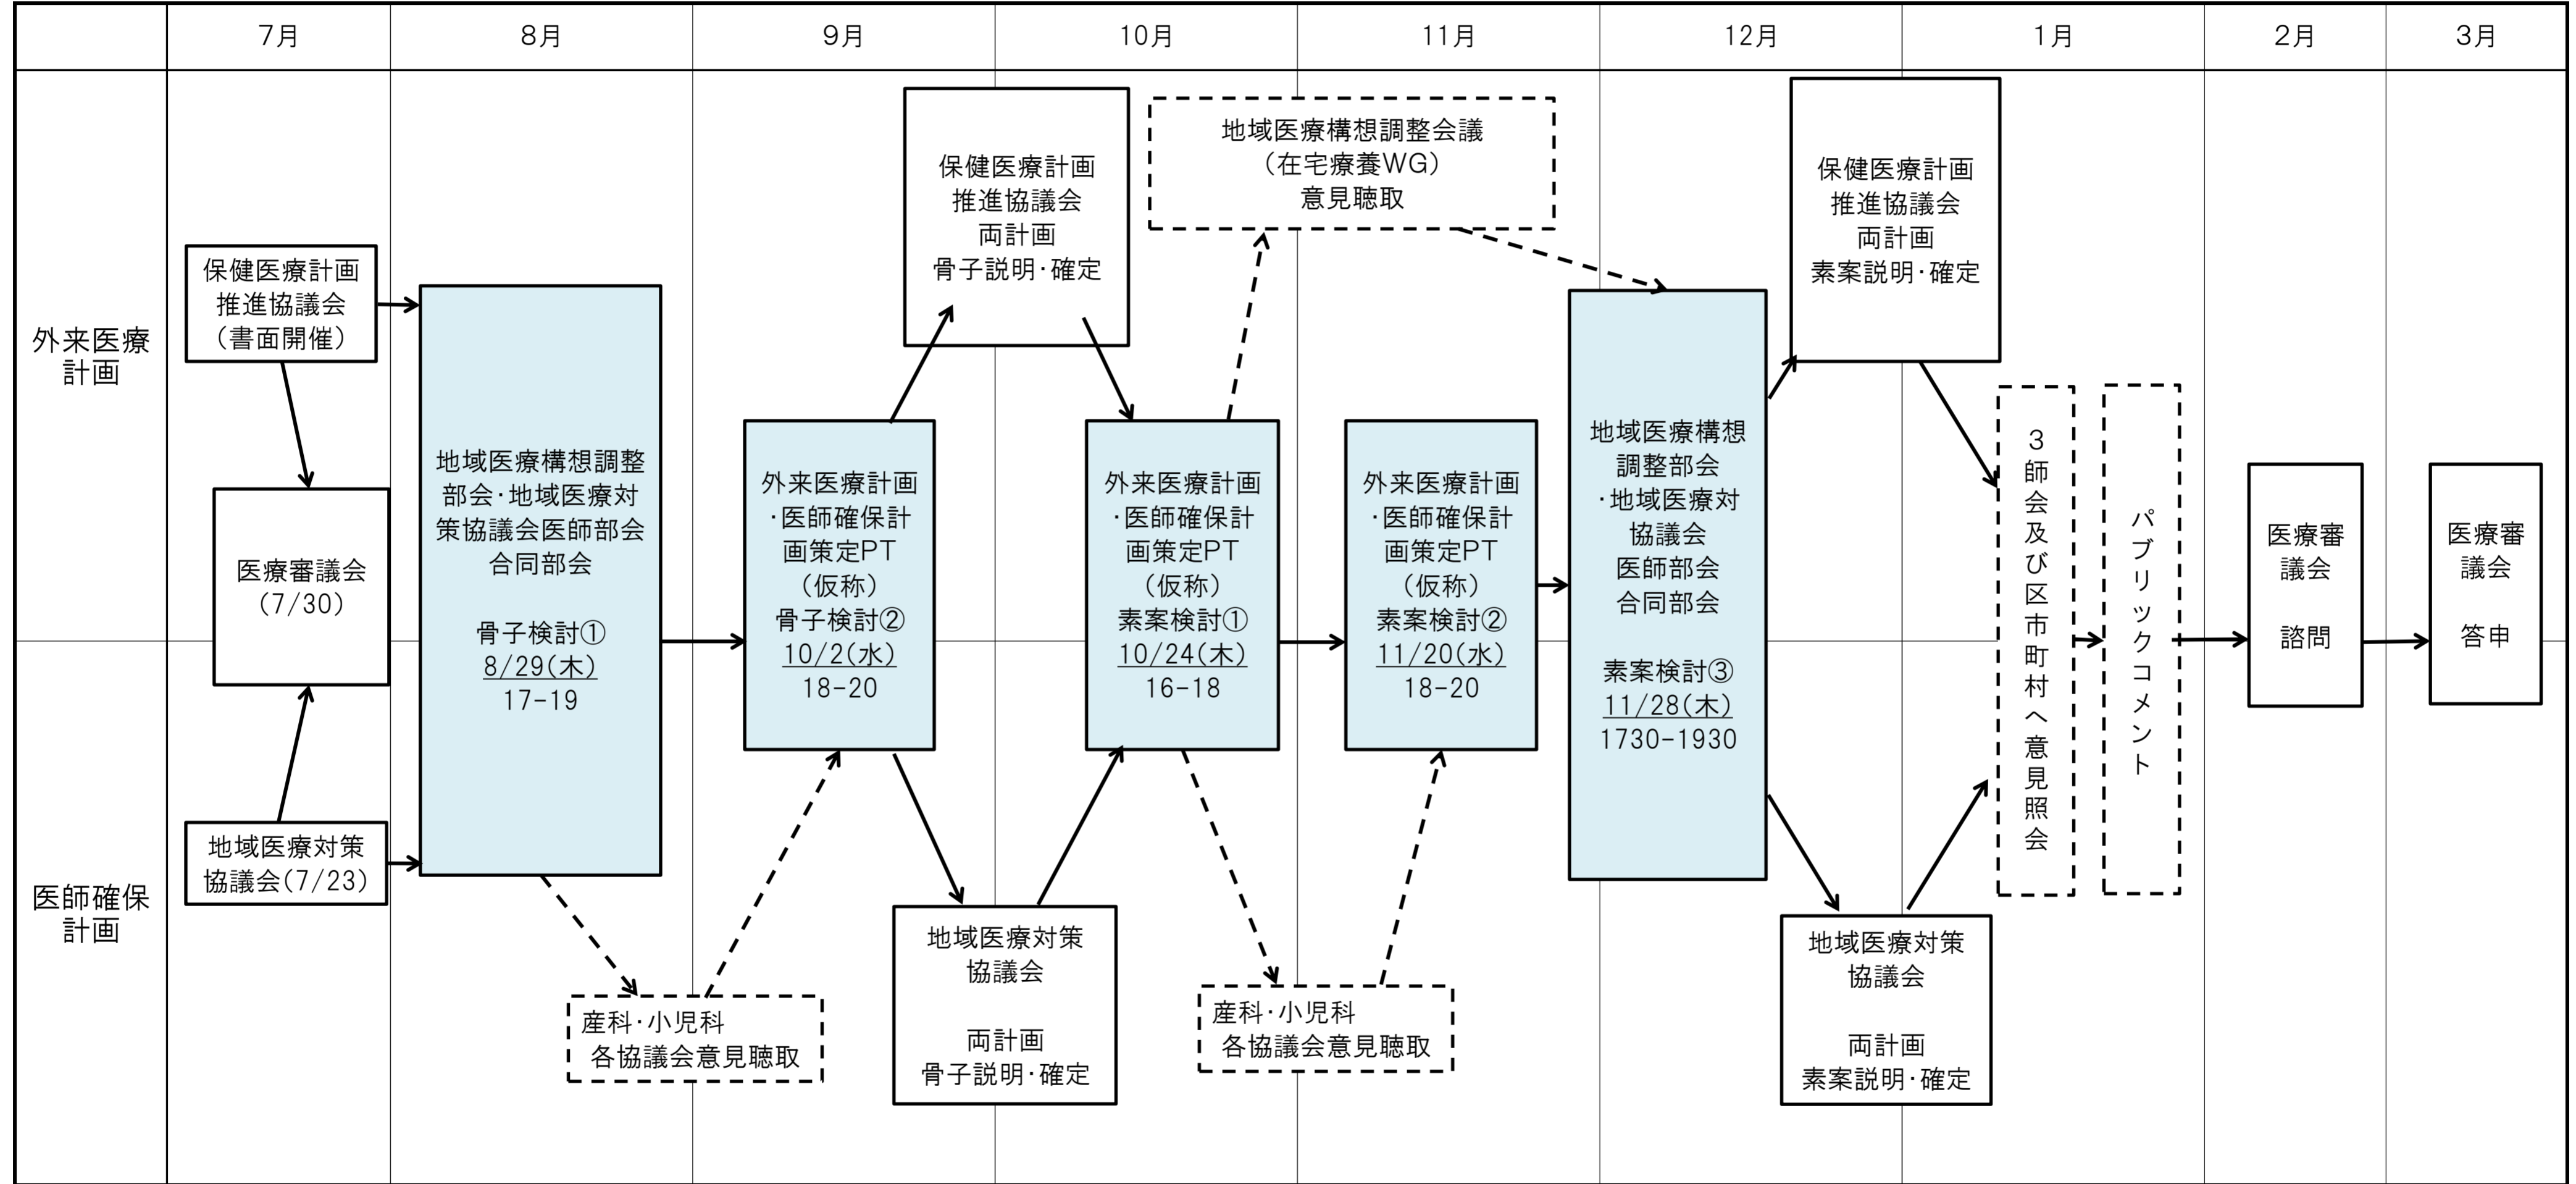 7月
8月
9月
10月
11月
12月
1月
2月
3月
外来医療
計画
医師確保
計画
保健医療計画
推進協議会
(書面開催)
医療審議会
(7/30)
地域医療対策
協議会(7/23)
地域医療構想調整
部会・地域医療対
策協議会医師部会
合同部会
骨子検討①
8/29(木)
17-19
産科・小児科
各協議会意見聴取
外来医療計画
・医師確保計
画策定PT
(仮称)
骨子検討②
10/2(水)
18-20
保健医療計画
推進協議会
両計画
骨子説明・確定
地域医療対策
協議会
両計画
骨子説明・確定
外来医療計画
・医師確保計
画策定PT
(仮称)
素案検討①
10/24(木)
16-18
地域医療構想調整会議
(在宅療養WG)
意見聴取
産科・小児科
各協議会意見聴取
外来医療計画
・医師確保計
画策定PT
(仮称)
素案検討②
11/20(水)
18-20
地域医療構想
調整部会
・地域医療対
協議会
医師部会
合同部会
素案検討③
11/28(木)
1730-1930
保健医療計画
推進協議会
両計画
素案説明・確定
地域医療対策
協議会
両計画
素案説明・確定
3師会及び区市町村へ意見照会
パブリックコメント
医療審
議会
諮問
医療審
議会
答申